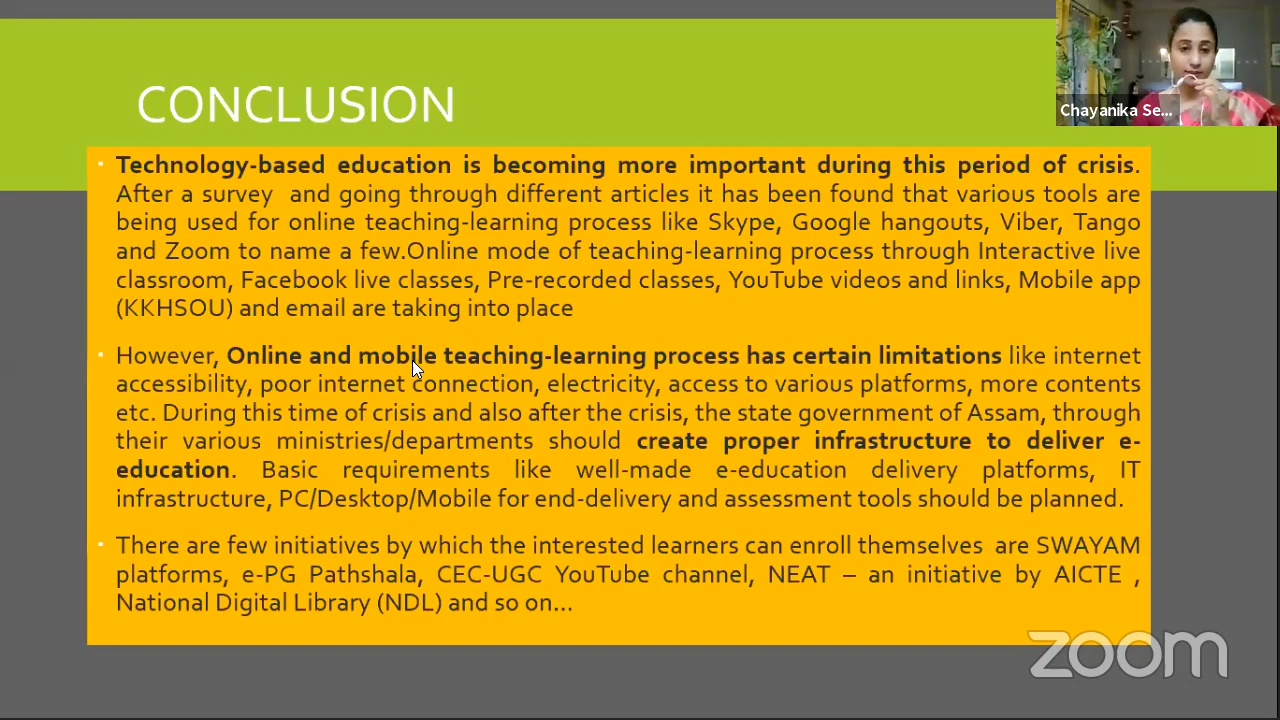 CONCLUSION
Chayanika Se...
Technology-based education is becoming more important during this period of crisis.
After a survey and going through different articles it has been found that various tools are
being used for online teaching-learning process like Skype, Google hangouts, Viber, Tango
and Zoom to name a few.Online mode of teaching-learning process through Interactive live
classroom, Facebook live classes, Pre-recorded classes, YouTube videos and links, Mobile app
(KKHSOU) and email are taking into place
However, Online and mobile teaching-learning process has certain limitations like internet
accessibility, poor internet connection, electricity, access to various platforms, more contents
etc. During this time of crisis and also after the crisis, the state government of Assam, through
their various ministries/departments should create proper infrastructure to deliver e-
education. Basic requirements like well-made e-education delivery platforms, IT
infrastructure, PC/Desktop/Mobile for end-delivery and assessment tools should be planned.
There are few initiatives by which the interested learners can enroll themselves are SWAYAM
platforms, e-PG Pathshala, CEC-UGC YouTube channel, NEAT – an initiative by AICTE ,
National Digital Library (NDL) and so on...
zoom